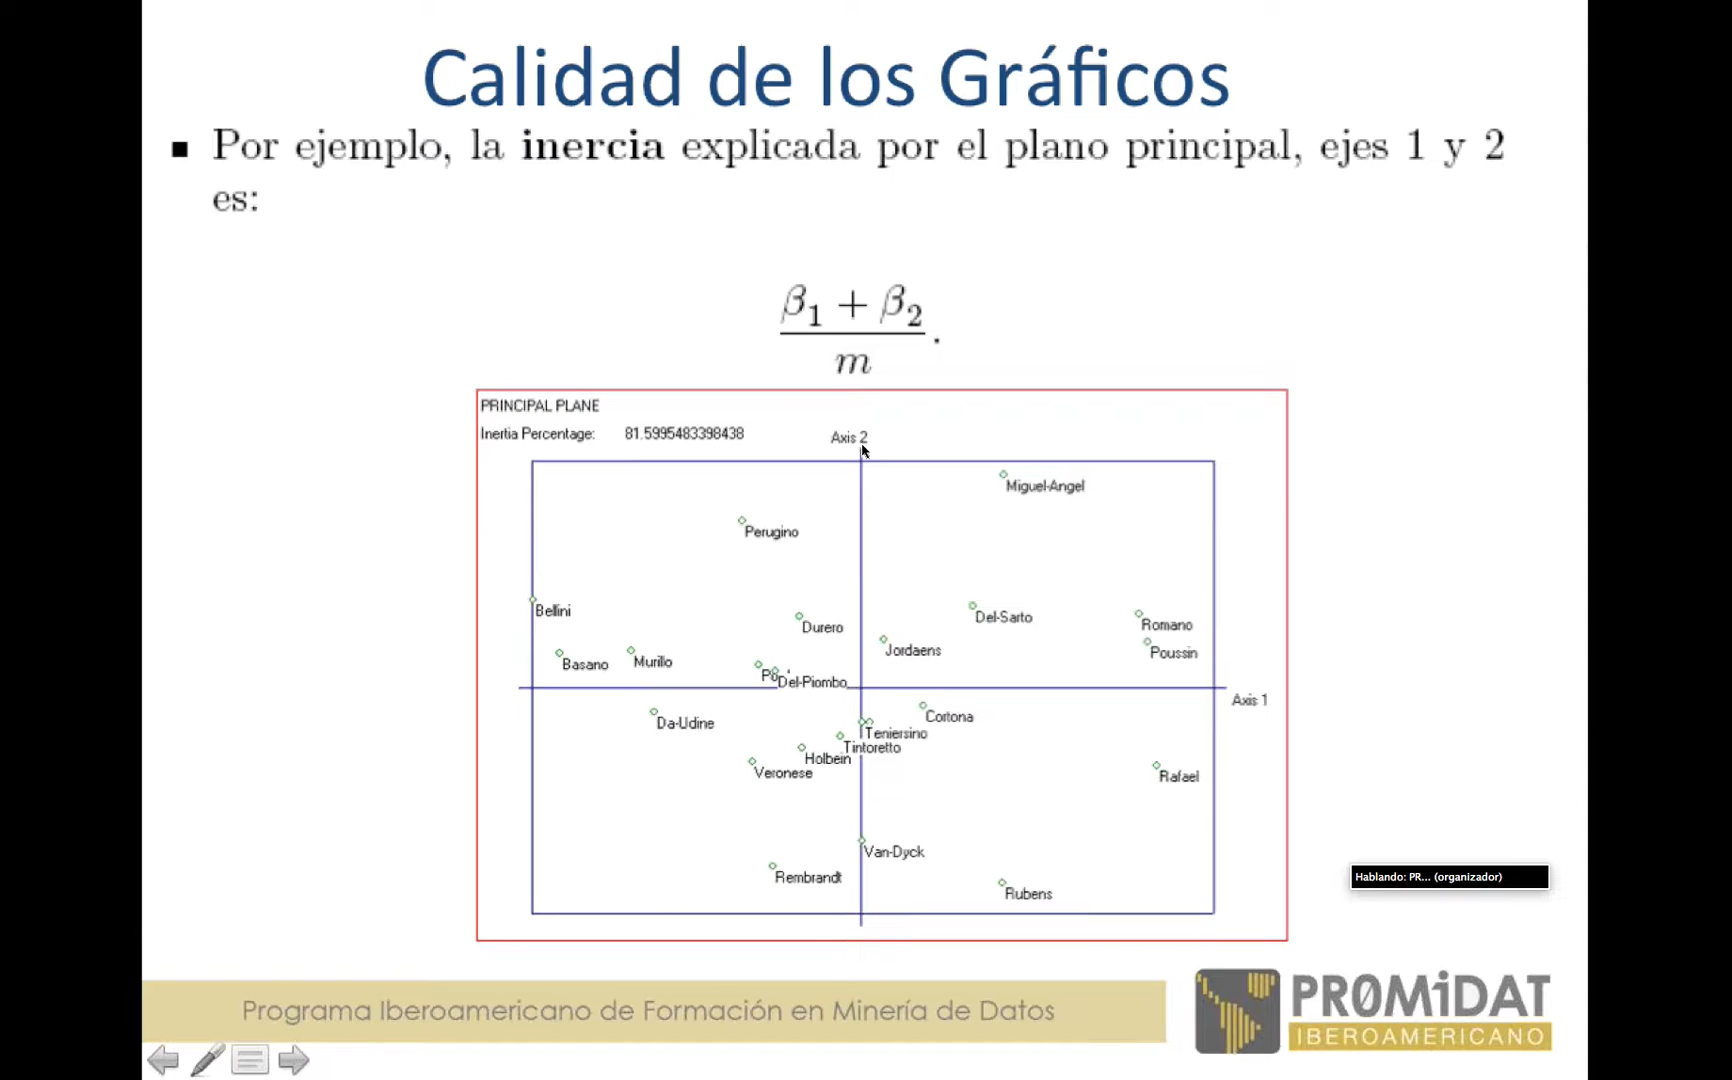 Calidad de los Gráficos
Por ejemplo, la inercia explicada por el plano principal, ejes 1 y 2
es:
β₁ + β₂
m
.
PRINCIPAL PLANE
Inertia Percentage: 81.5995483398438
Axis 2
Miguel-Angel
Perugino
Bellini
Durero
Del-Sarto
Romano
Jordaens
Poussin
Basano
Murillo
Del-Piombo
Axis 1
Da-Udine
Cortona
Teniersino
Tintoretto
Holbein
Veronese
Rafael
Van-Dyck
Rembrandt
Rubens
Hablando: PR... (organizador)
Programa Iberoamericano de Formación en Minería de Datos
PR0MiDAT
IBEROAMERICANO